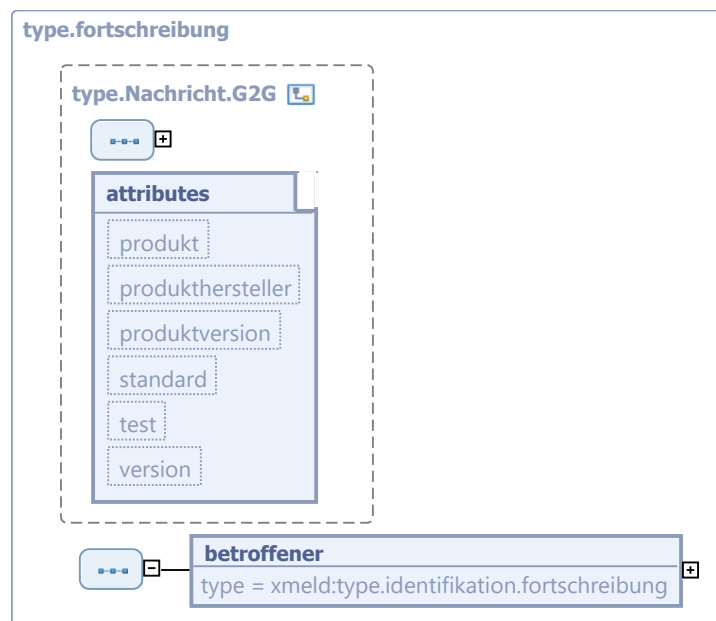 type.fortschreibung
type.Nachricht.G2G
attributes
produkt
produkthersteller
produktversion
standard
test
version
betroffener
type = xmeld:type.identifikation.fortschreibung